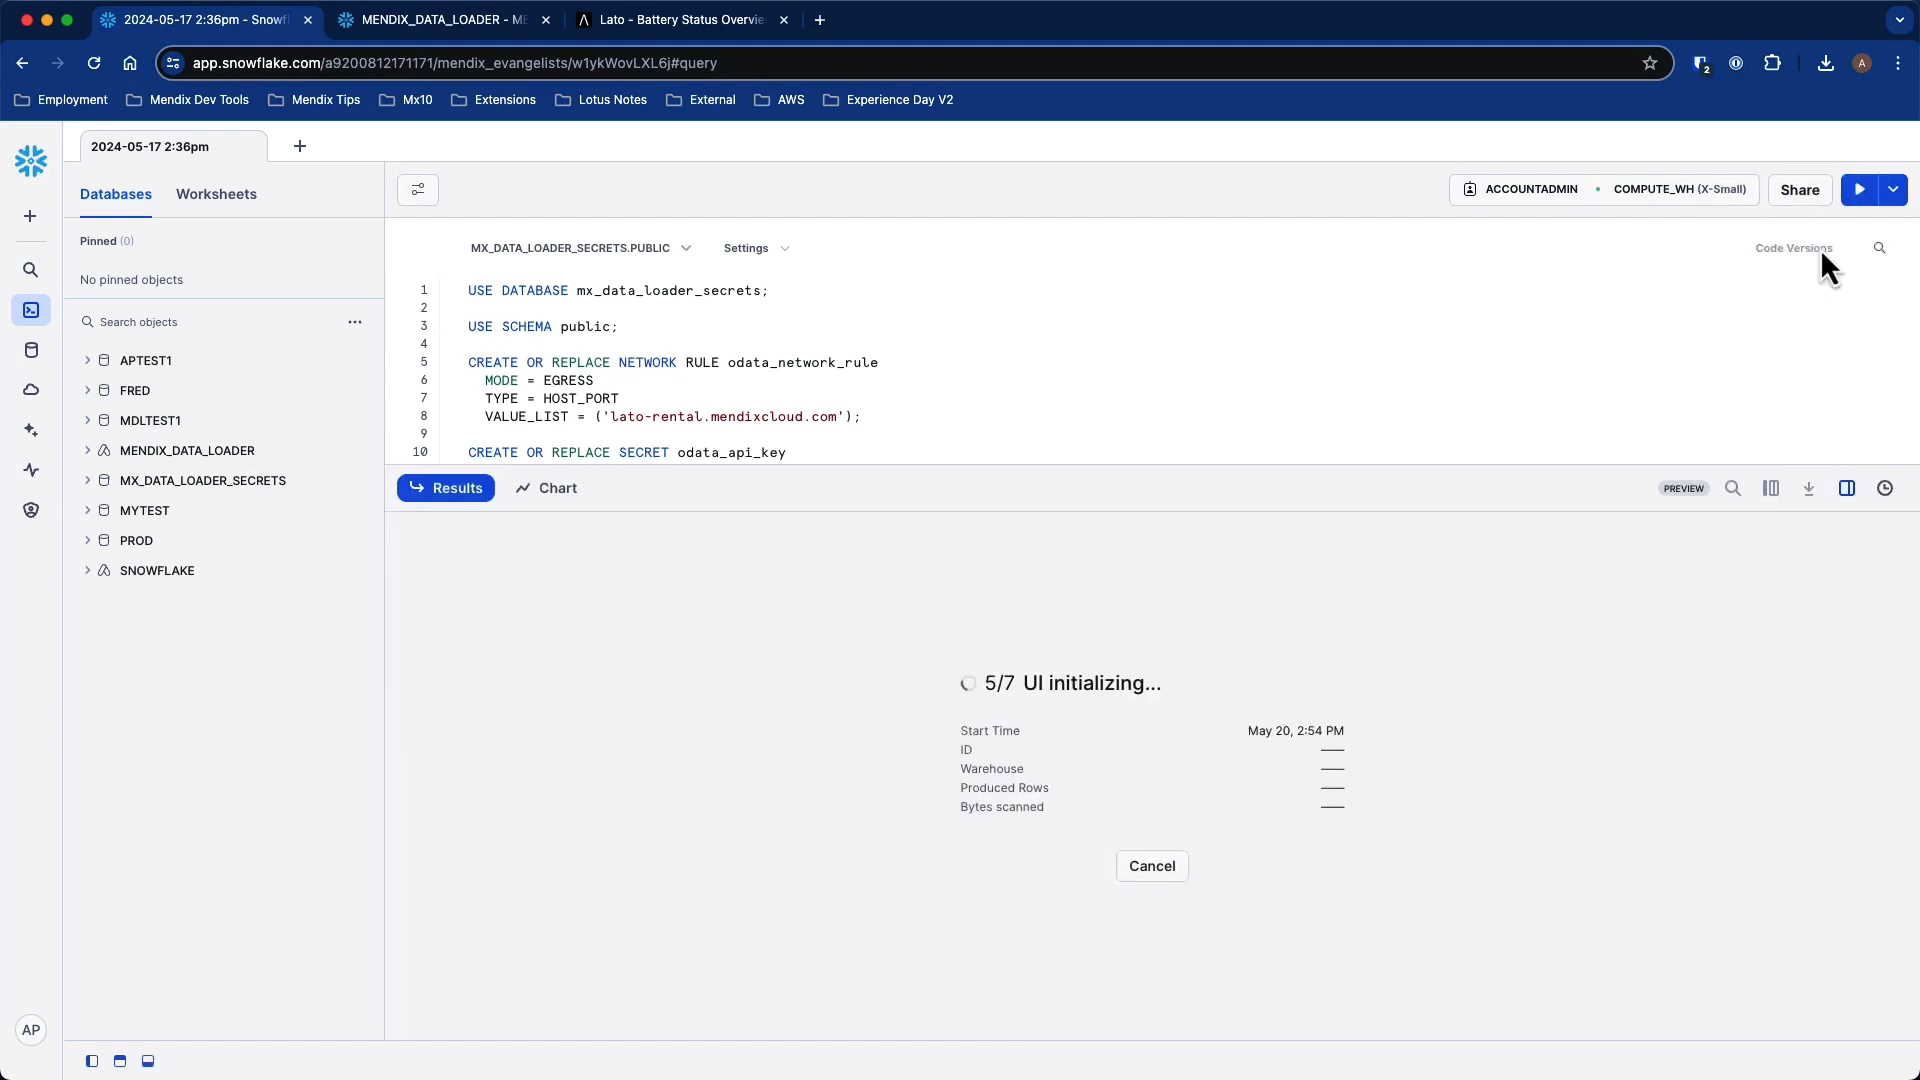 2024-05-17 2:36pm - Snowfl
MENDIX_DATA_LOADER - ME
Lato - Battery Status Overvie
app.snowflake.com/a9200812171171/mendix_evangelists/w1ykWovLXL6j#query
2
A
Employment
Mendix Dev Tools
Mendix Tips
Mx10
Extensions
Lotus Notes
External
AWS
Experience Day V2
2024-05-17 2:36pm
Databases
Worksheets
ACCOUNTADMIN
COMPUTE_WH (X-Small)
Share
Pinned (0)
No pinned objects
Search objects
APTEST1
FRED
MDLTEST1
MENDIX_DATA_LOADER
MX_DATA_LOADER_SECRETS
MYTEST
PROD
SNOWFLAKE
AP
MX_DATA_LOADER_SECRETS.PUBLIC
Settings
Code Versions
1 USE DATABASE mx_data_loader_secrets;
2
3 USE SCHEMA public;
4
5 CREATE OR REPLACE NETWORK RULE odata_network_rule
6 MODE = EGRESS
7 TYPE = HOST_PORT
8 VALUE_LIST = ('lato-rental.mendixcloud.com');
9
10 CREATE OR REPLACE SECRET odata_api_key
Results
Chart
PREVIEW
5/7 UI initializing...
Start Time May 20, 2:54 PM
ID
Warehouse
Produced Rows
Bytes scanned
Cancel